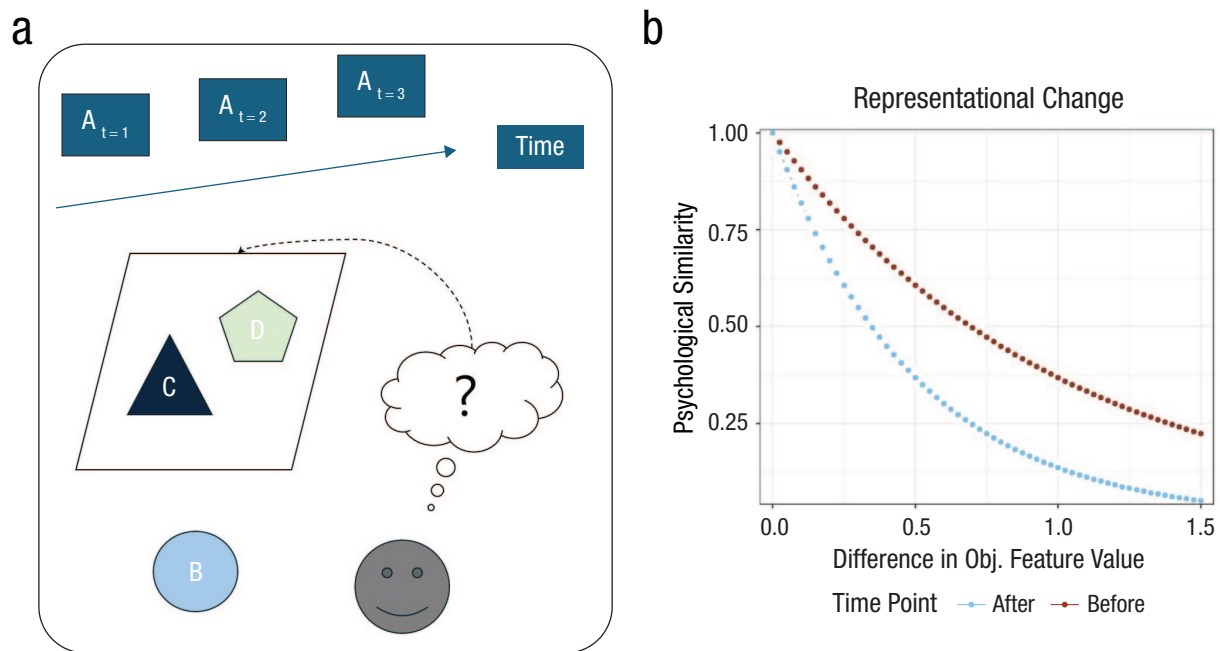 a
A t = 1
A t = 2
A t = 3
Time
D
C
?
B
b
Representational Change
Psychological Similarity
1.00
0.75
0.50
0.25
0.0
0.5
1.0
1.5
Difference in Obj. Feature Value
Time Point After Before